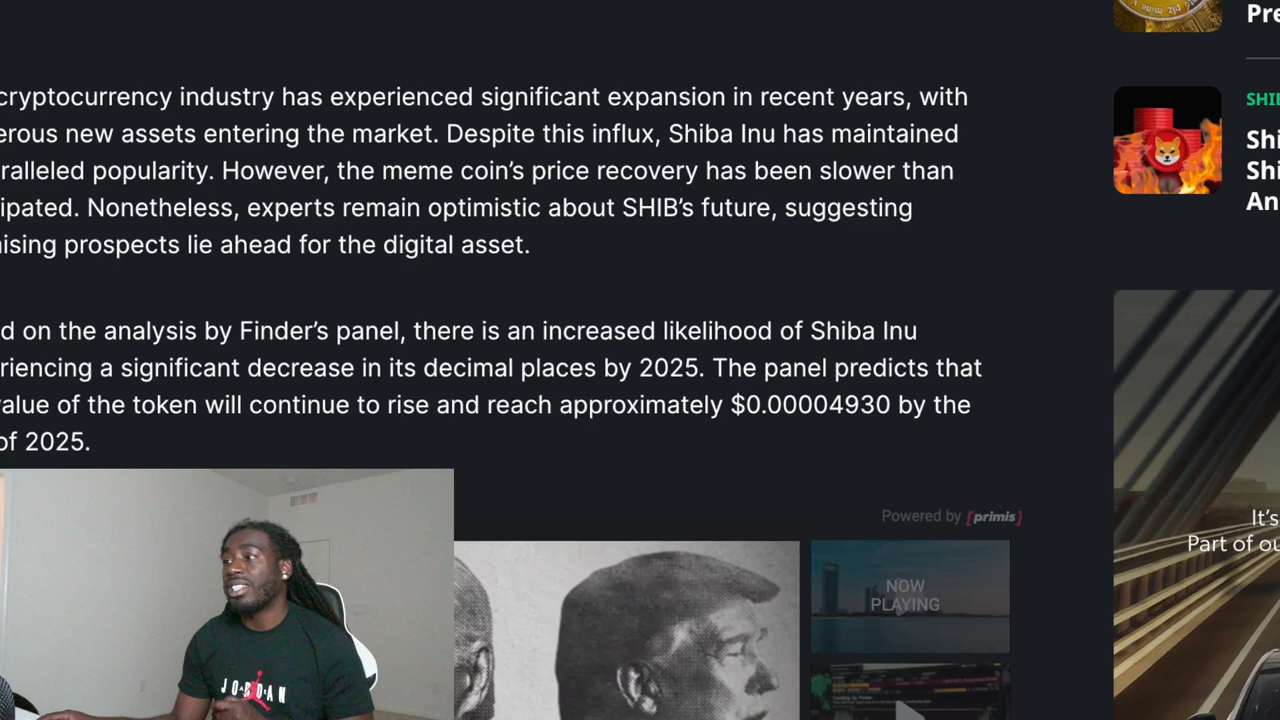 cryptocurrency industry has experienced significant expansion in recent years, with
erous new assets entering the market. Despite this influx, Shiba Inu has maintained
ralleled popularity. However, the meme coin's price recovery has been slower than
ipated. Nonetheless, experts remain optimistic about SHIB's future, suggesting
ising prospects lie ahead for the digital asset.
d on the analysis by Finder's panel, there is an increased likelihood of Shiba Inu
riencing a significant decrease in its decimal places by 2025. The panel predicts that
value of the token will continue to rise and reach approximately $0.00004930 by the
of 2025.
Powered by [primis]
NOW
PLAYING
JORDAN
Pre
SHIB
Shi
Shi
An
It's
Part of ou